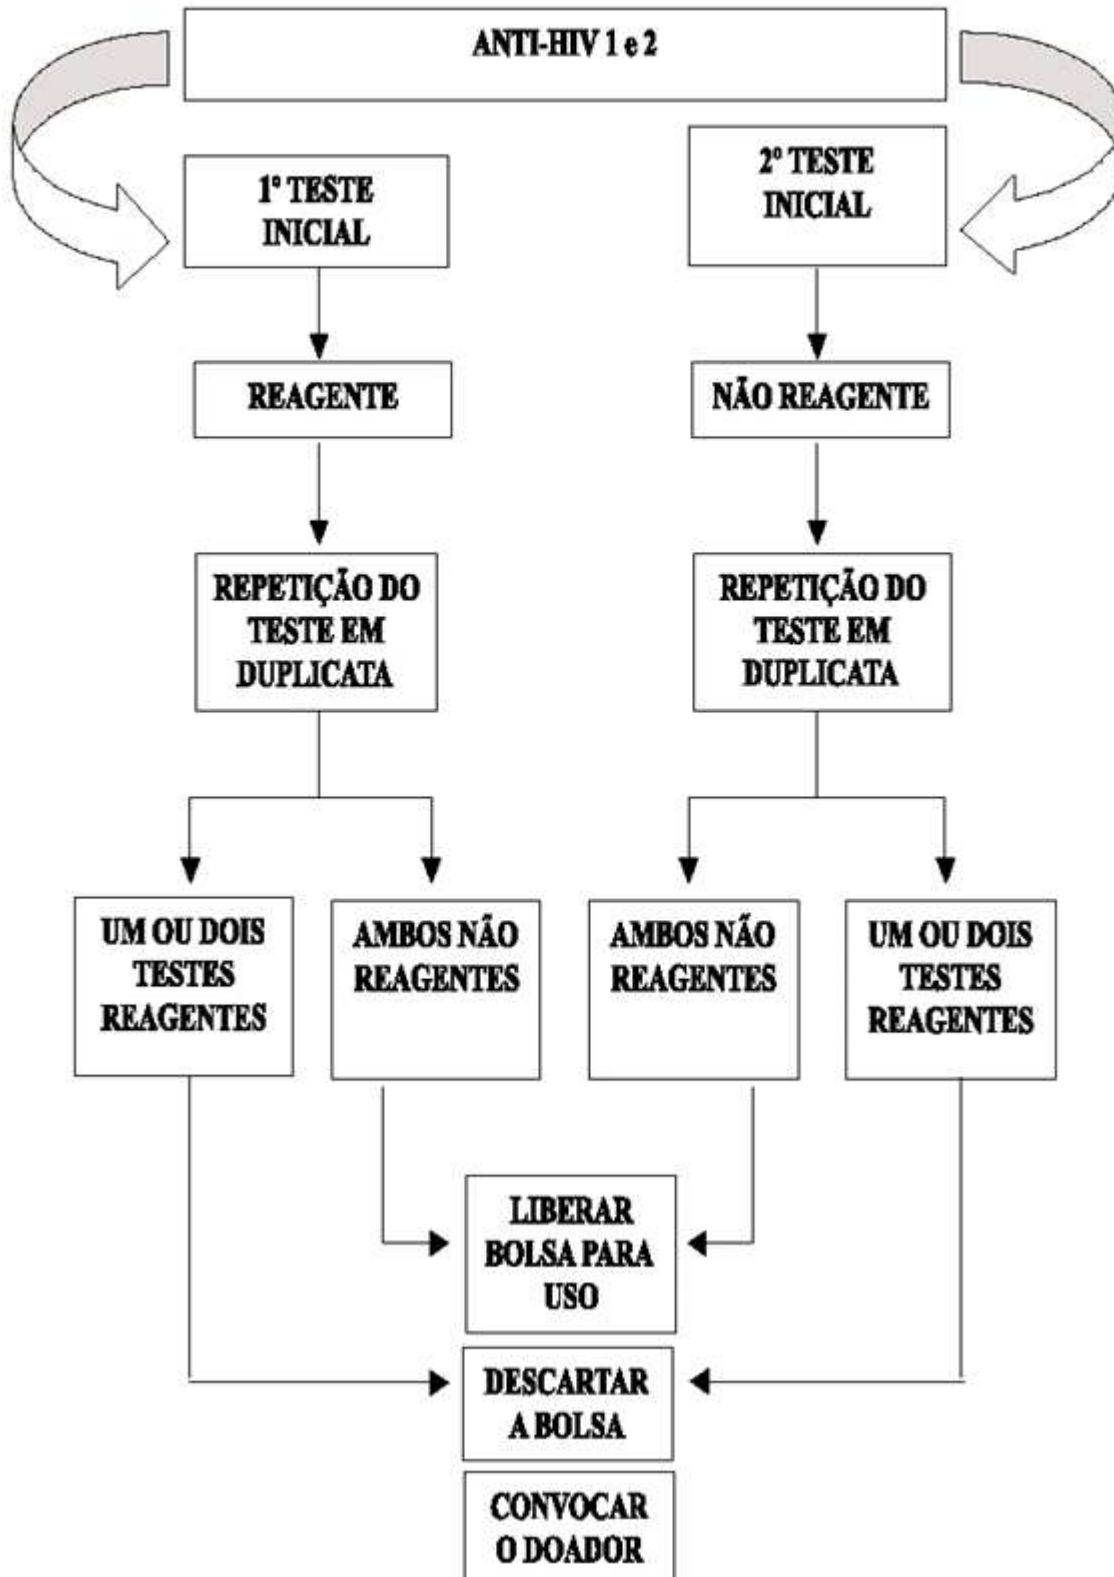 ANTI-HIV 1 e 2
1º TESTE
INICIAL
2º TESTE
INICIAL
REAGENTE
NÃO REAGENTE
REPETIÇÃO DO
TESTE EM
DUPLICATA
REPETIÇÃO DO
TESTE EM
DUPLICATA
UM OU DOIS
TESTES
REAGENTES
AMBOS NÃO
REAGENTES
AMBOS NÃO
REAGENTES
UM OU DOIS
TESTES
REAGENTES
LIBERAR
BOLSA PARA
USO
DESCARTAR
A BOLSA
CONVOCAR
O DOADOR